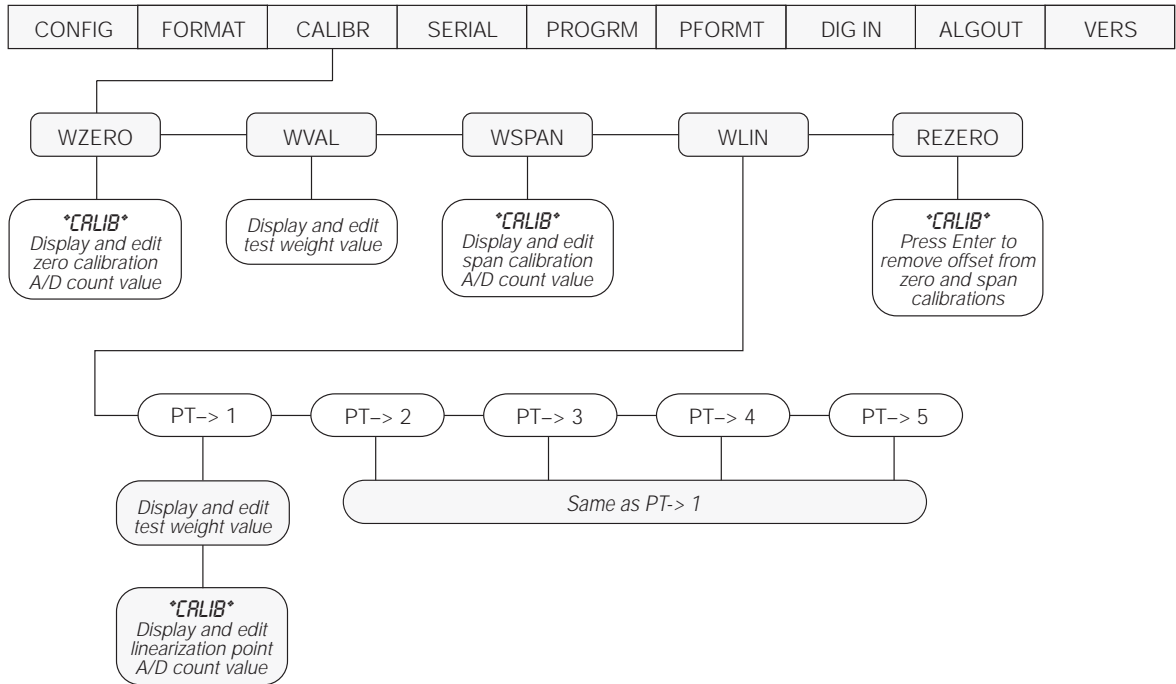 CONFIG FORMAT CALIBR SERIAL PROGRM PFORMT DIG IN ALGOUT VERS
WZERO WVAL WSPAN WLIN REZERO
*CALIB*
Display and edit
zero calibration
A/D count value
Display and edit
test weight value
*CALIB*
Display and edit
span calibration
A/D count value
*CALIB*
Press Enter to
remove offset from
zero and span
calibrations
PT–> 1 PT–> 2 PT–> 3 PT–> 4 PT–> 5
Display and edit
test weight value
Same as PT-> 1
*CALIB*
Display and edit
linearization point
A/D count value